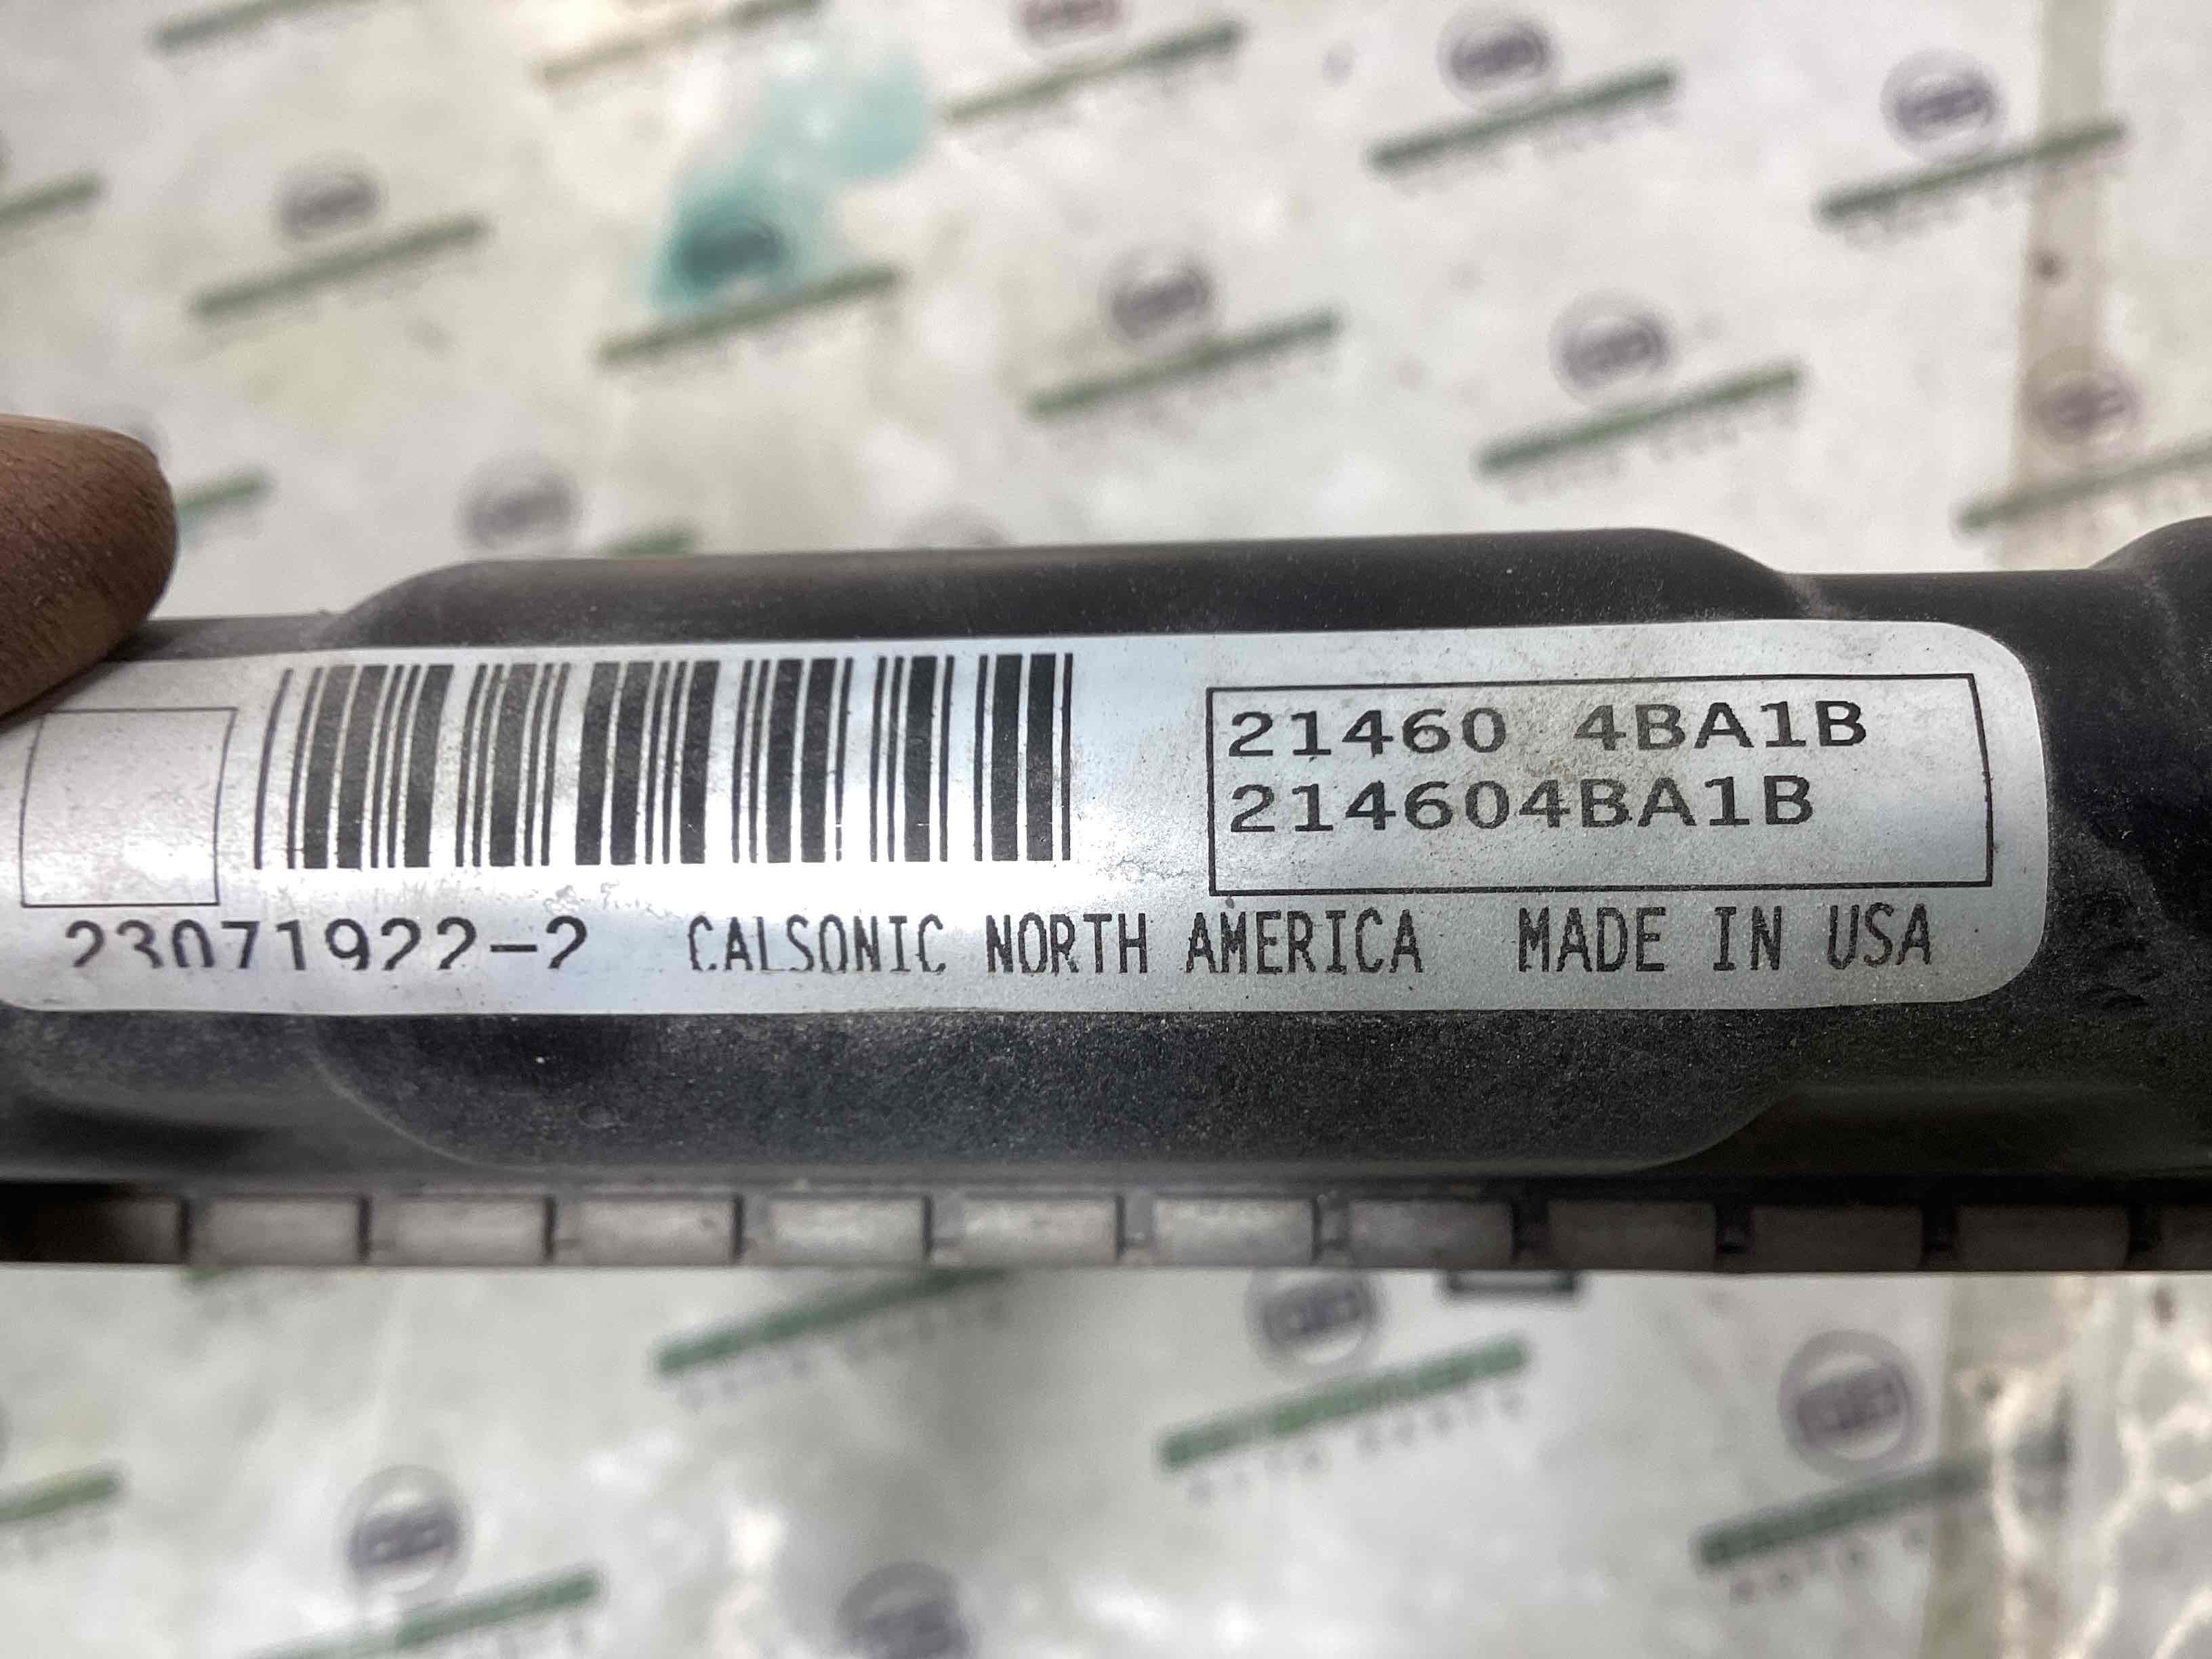 21460 4BA1B
214604BA1B
23071922-2 CALSONIC NORTH AMERICA MADE IN USA